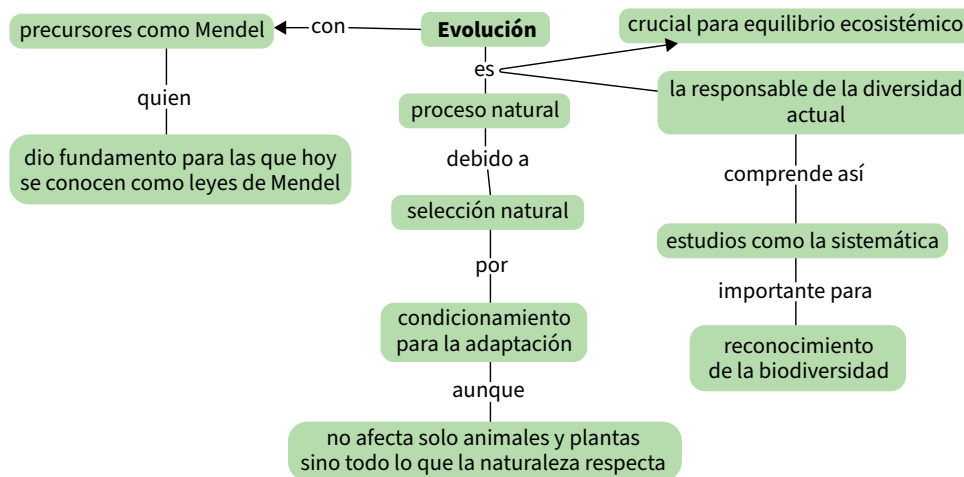 Evolución
con
precursores como Mendel
quien
dio fundamento para las que hoy
se conocen como leyes de Mendel
es
proceso natural
debido a
selección natural
por
condicionamiento
para la adaptación
aunque
no afecta solo animales y plantas
sino todo lo que la naturaleza respecta
crucial para equilibrio ecosistémico
la responsable de la diversidad
actual
comprende así
estudios como la sistemática
importante para
reconocimiento
de la biodiversidad